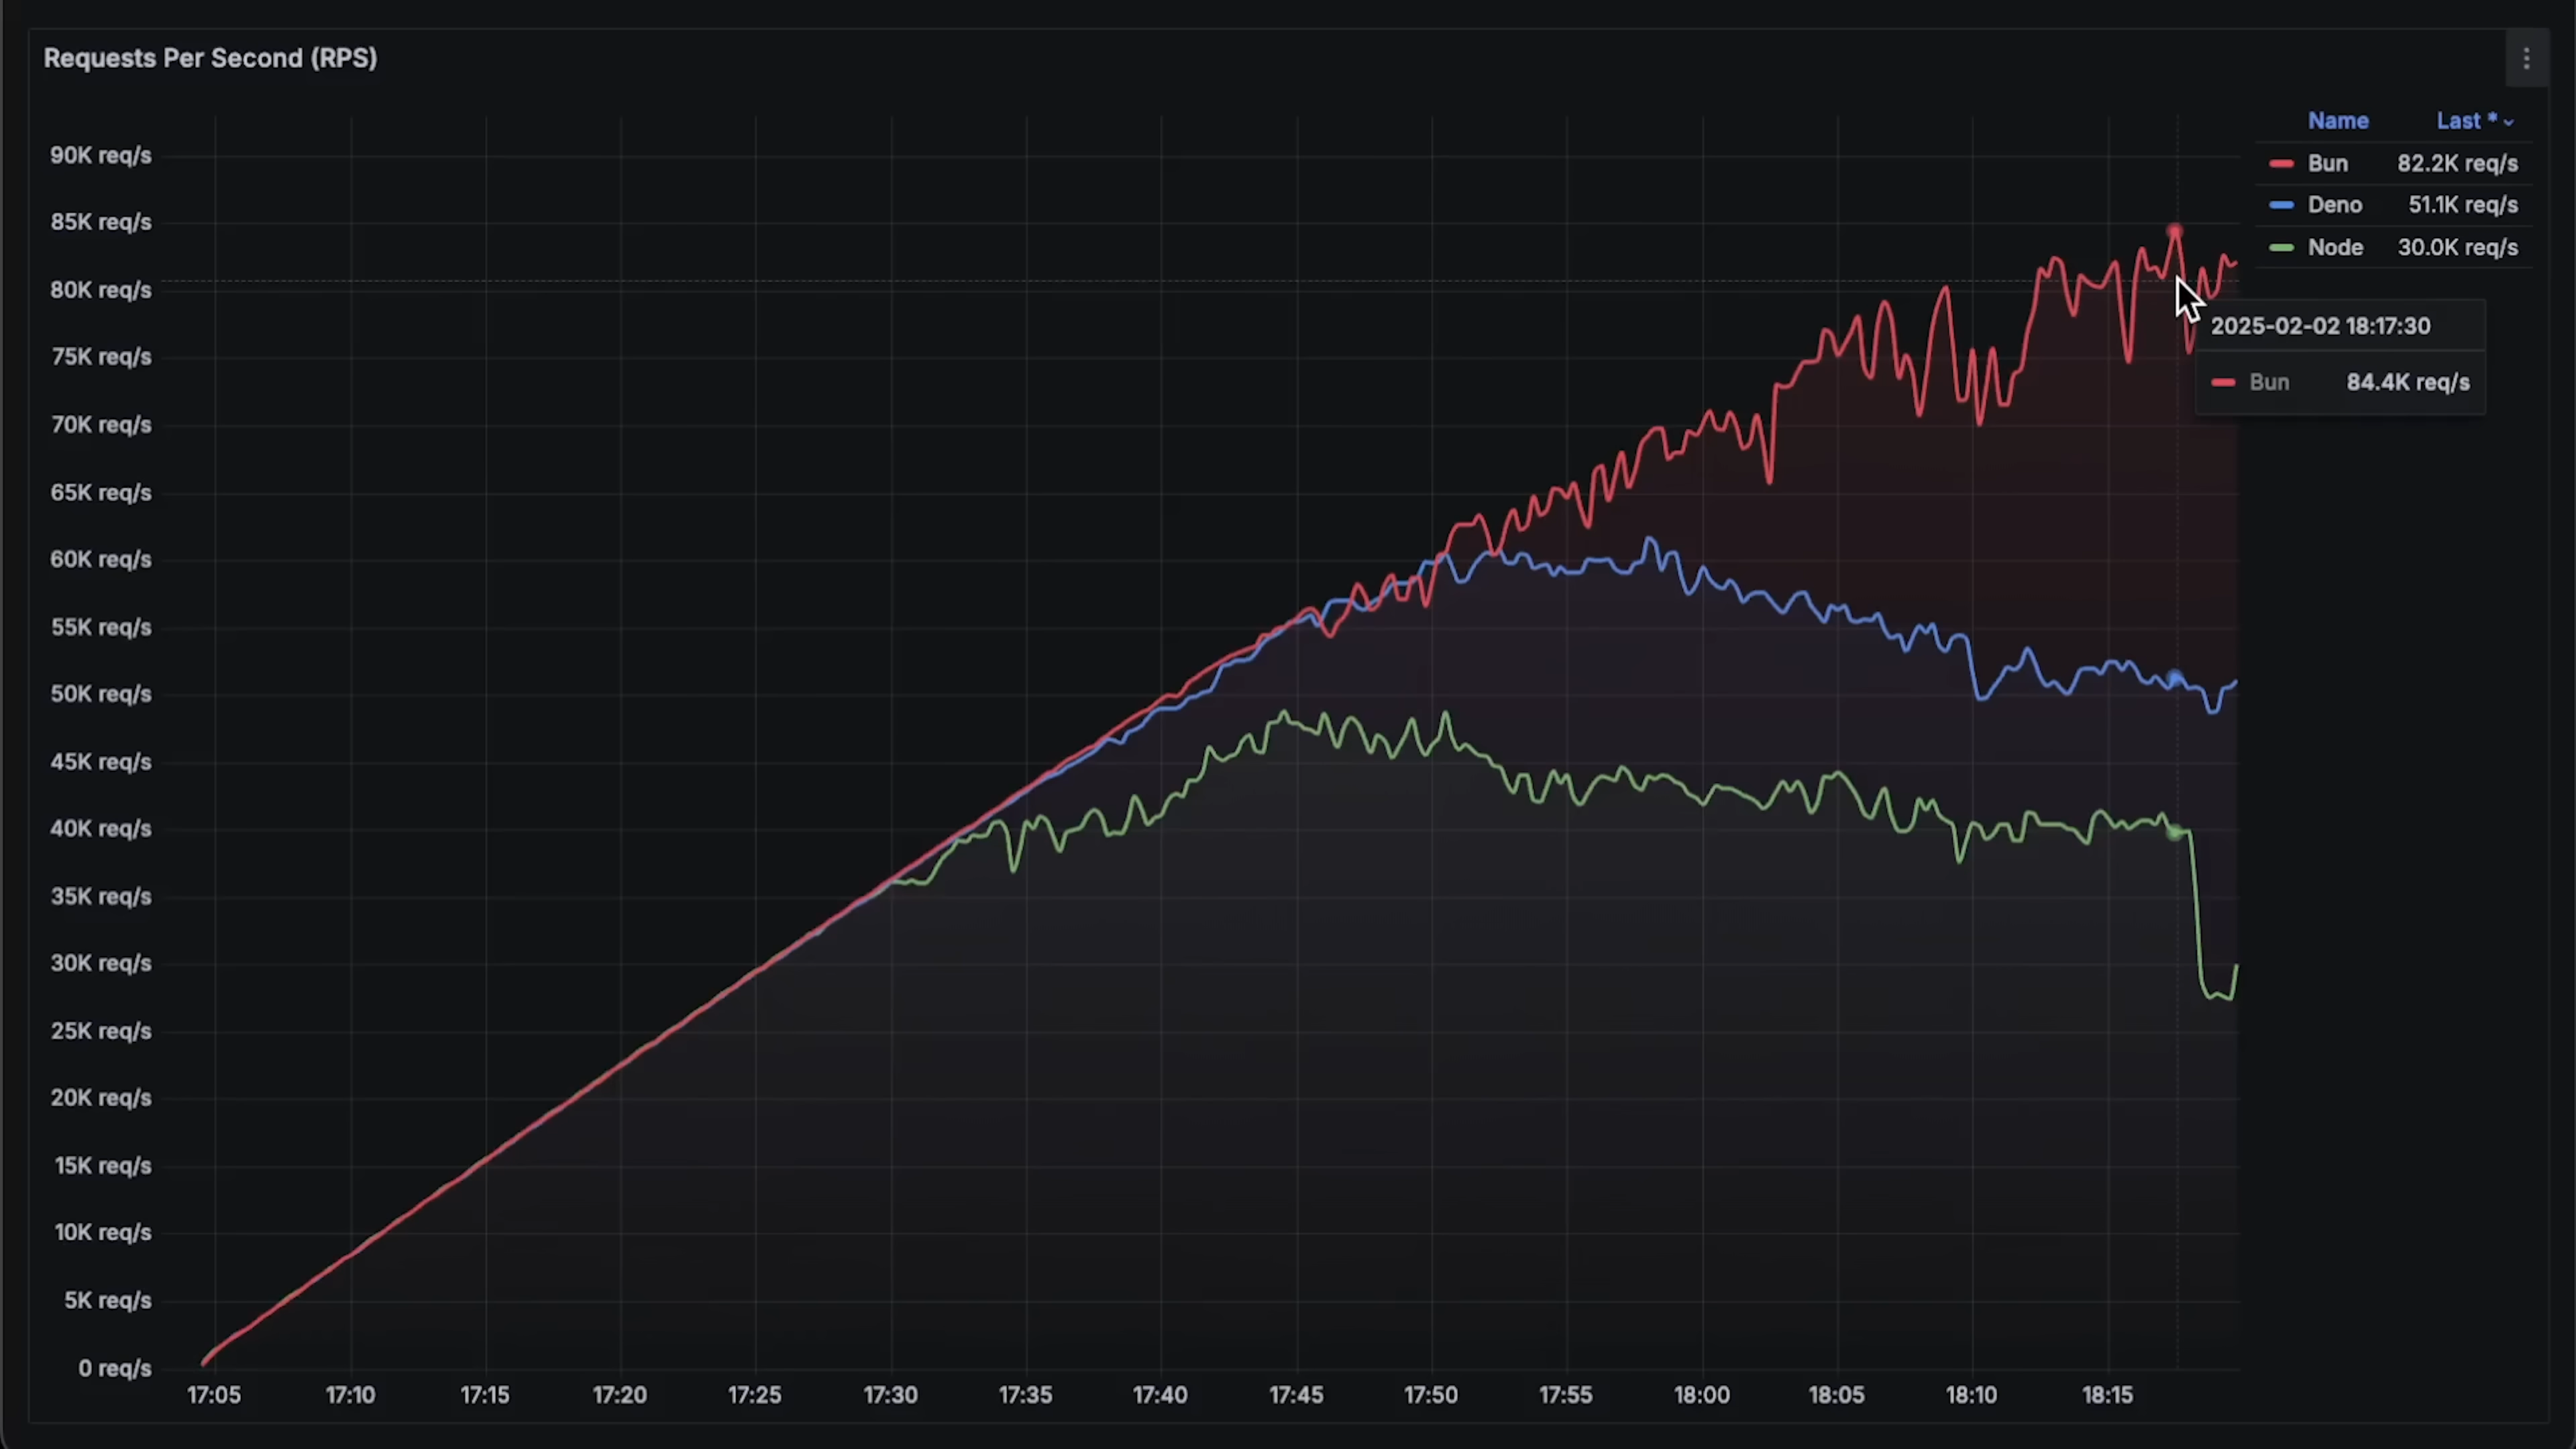 Requests Per Second (RPS)
Name Last *
Bun 82.2K req/s
Deno 51.1K req/s
Node 30.0K req/s
90K req/s
85K req/s
80K req/s
75K req/s
70K req/s
65K req/s
60K req/s
55K req/s
50K req/s
45K req/s
40K req/s
35K req/s
30K req/s
25K req/s
20K req/s
15K req/s
10K req/s
5K req/s
0 req/s
2025-02-02 18:17:30
Bun 84.4K req/s
17:05 17:10 17:15 17:20 17:25 17:30 17:35 17:40 17:45 17:50 17:55 18:00 18:05 18:10 18:15